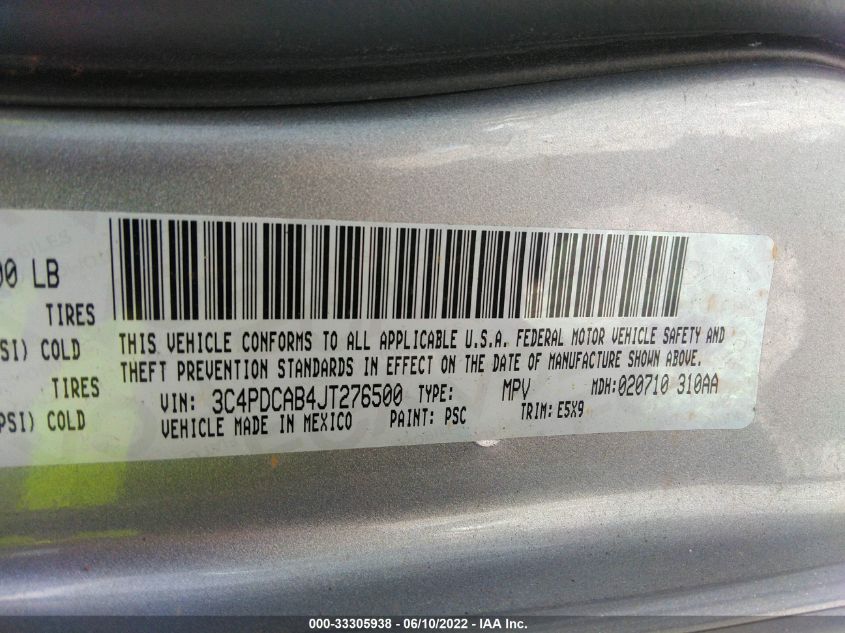 00 LB
TIRES
SI) COLD
TIRES
PSI) COLD
THIS VEHICLE CONFORMS TO ALL APPLICABLE U.S.A. FEDERAL MOTOR VEHICLE SAFETY AND
THEFT PREVENTION STANDARDS IN EFFECT ON THE DATE OF MANUFACTURE SHOWN ABOVE.
VIN: 3C4PDCAB4JT276500 TYPE: MPV MDH:020710 310AA
VEHICLE MADE IN MEXICO PAINT: PSC TRIM: E5X9
000-33305938 - 06/10/2022 - IAA Inc.